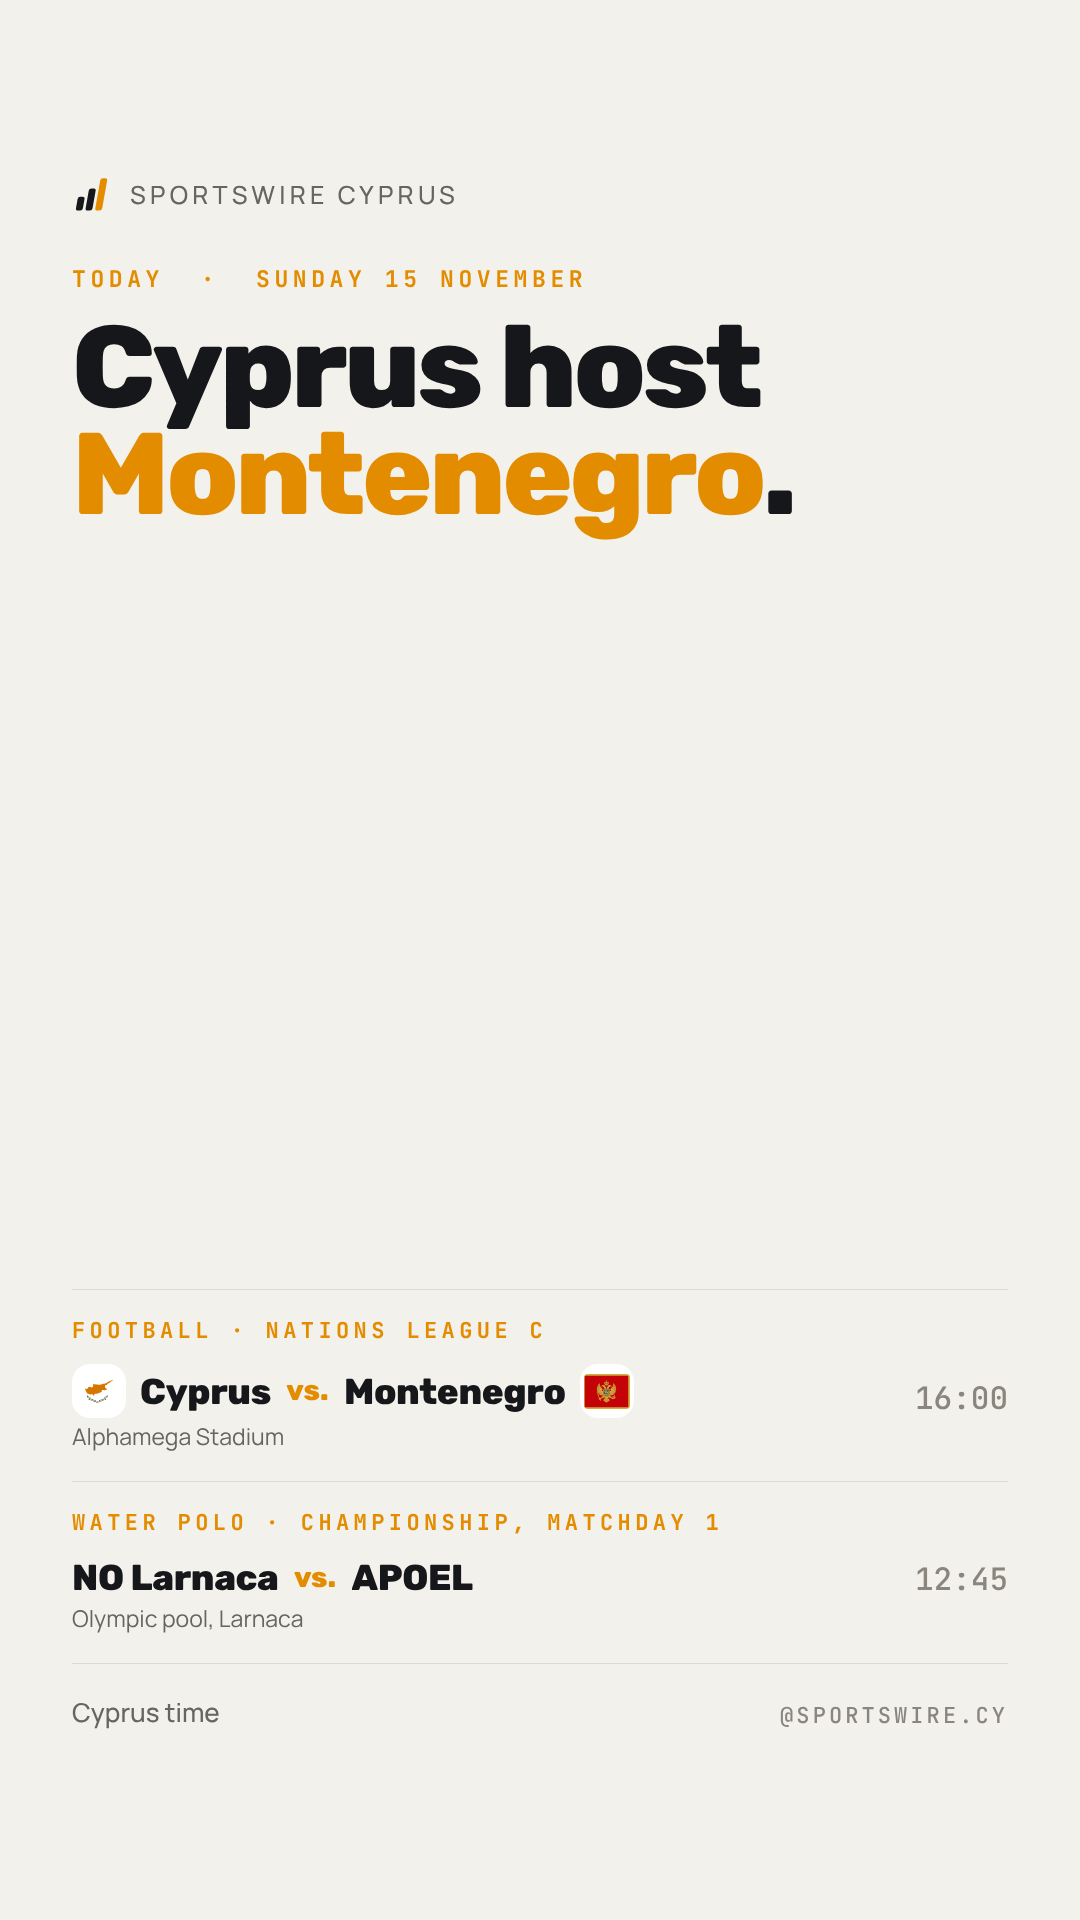 SPORTSWIRE CYPRUS
TODAY · SUNDAY 15 NOVEMBER
Cyprus host
Montenegro.
FOOTBALL · NATIONS LEAGUE C
Cyprus vs. Montenegro
16:00
Alphamega Stadium
WATER POLO · CHAMPIONSHIP, MATCHDAY 1
NO Larnaca vs. APOEL
12:45
Olympic pool, Larnaca
Cyprus time
@SPORTSWIRE.CY